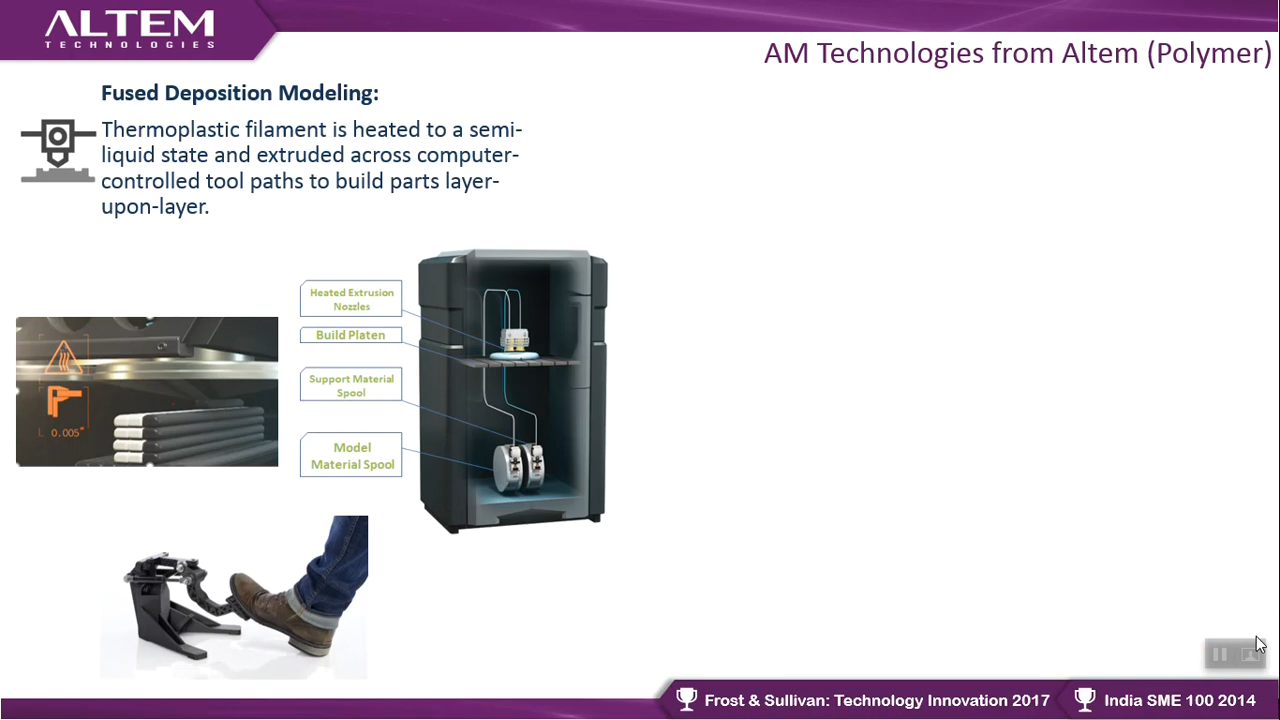 ALTEM
TECHNOLOGIES
AM Technologies from Altem (Polymer)
Fused Deposition Modeling:
Thermoplastic filament is heated to a semi-
liquid state and extruded across computer-
controlled tool paths to build parts layer-
upon-layer.
Heated Extrusion
Nozzles
Build Platen
Support Material
Spool
Model
Material Spool
L 0.005"
Frost & Sullivan: Technology Innovation 2017
India SME 100 2014